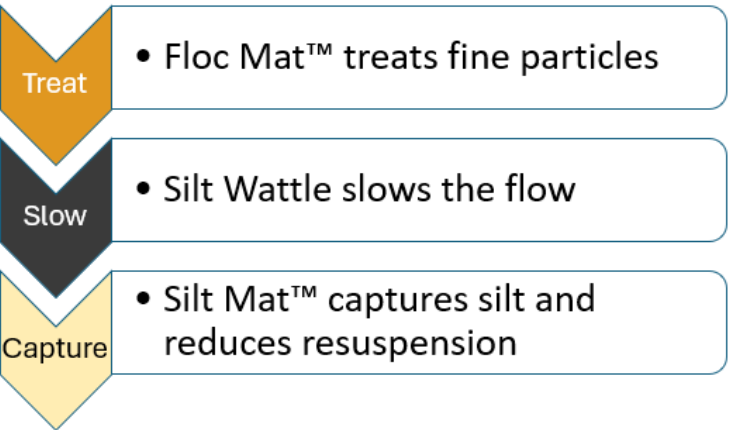 Treat
• Floc Mat™ treats fine particles
Slow
• Silt Wattle slows the flow
Capture
• Silt Mat™ captures silt and
reduces resuspension